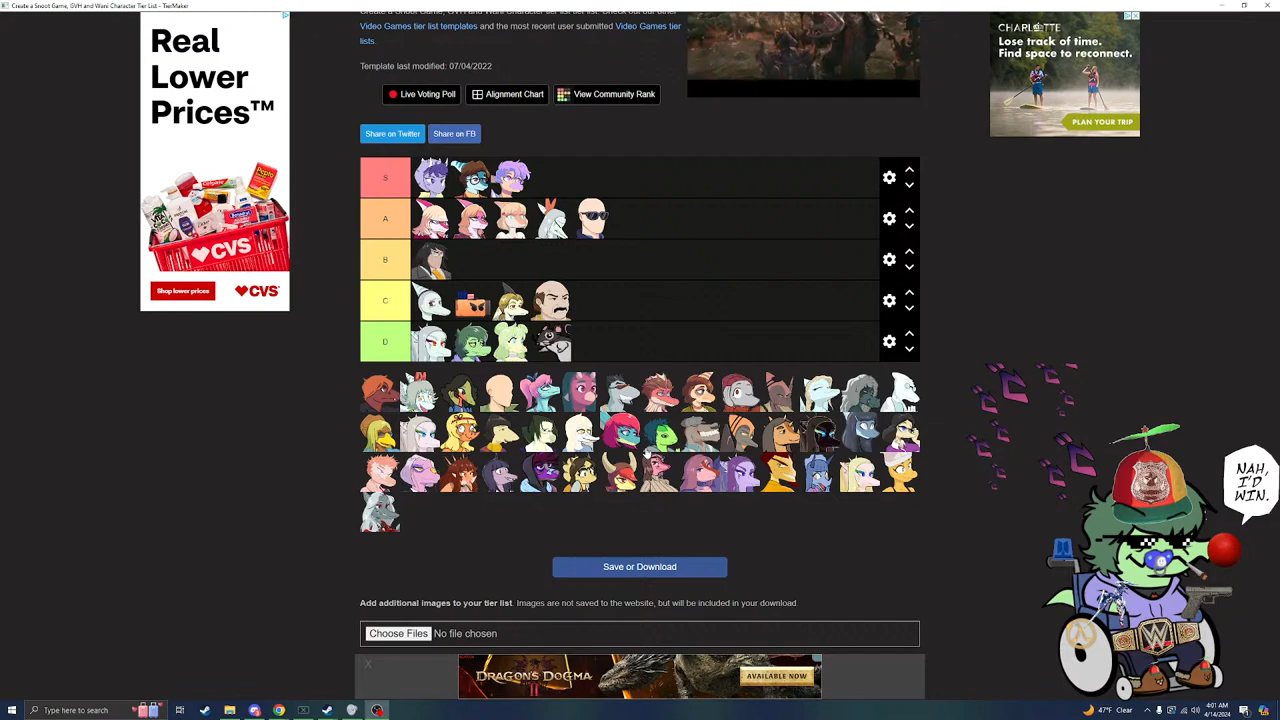 Create a Snoot Game, GVH and Wani Character Tier List - TierMaker
Real
Lower
Prices™
CVS
Shop lower prices
CVS
Video Games tier list templates and the most recent user submitted Video Games tier
lists.
Template last modified: 07/04/2022
Live Voting Poll
Alignment Chart
View Community Rank
Share on Twitter
Share on FB
CHARLOTTE
Lose track of time.
Find space to reconnect.
PLAN YOUR TRIP
S
A
B
C
D
NAH,
I'D
WIN.
Save or Download
Add additional images to your tier list. Images are not saved to the website, but will be included in your download.
Choose Files No file chosen
X
DRAGON'S DOGMA
AVAILABLE NOW
Type here to search
47°F Clear
4:01 AM
4/14/2024